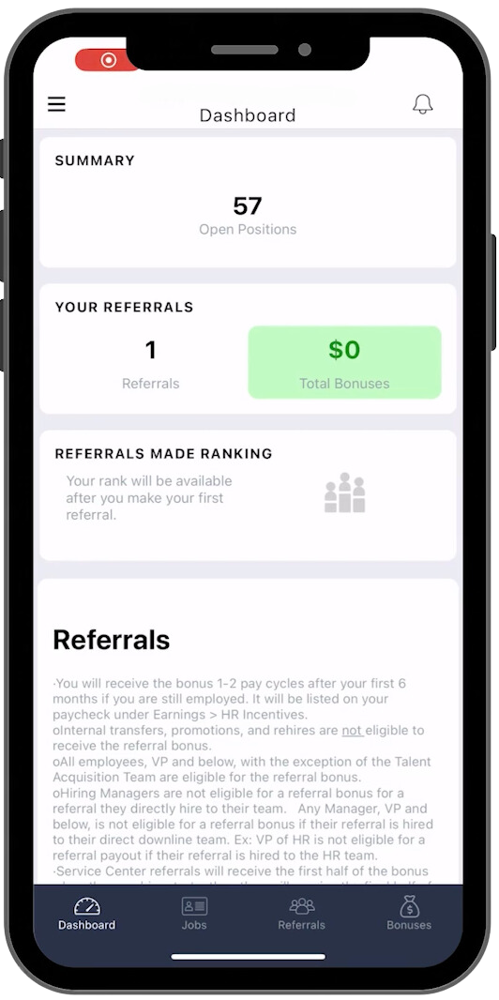 Dashboard
SUMMARY
57
Open Positions
YOUR REFERRALS
1
Referrals
$0
Total Bonuses
REFERRALS MADE RANKING
Your rank will be available
after you make your first
referral.
Referrals
·You will receive the bonus 1-2 pay cycles after your first 6
months if you are still employed. It will be listed on your
paycheck under Earnings > HR Incentives.
oInternal transfers, promotions, and rehires are not eligible to
receive the referral bonus.
oAll employees, VP and below, with the exception of the Talent
Acquisition Team are eligible for the referral bonus.
oHiring Managers are not eligible for a referral bonus for a
referral they directly hire to their team. Any Manager, VP and
below, is not eligible for a referral bonus if their referral is hired
to their direct downline team. Ex: VP of HR is not eligible for a
referral payout if their referral is hired to the HR team.
·Service Center referrals will receive the first half of the bonus
Dashboard
Jobs
Referrals
Bonuses